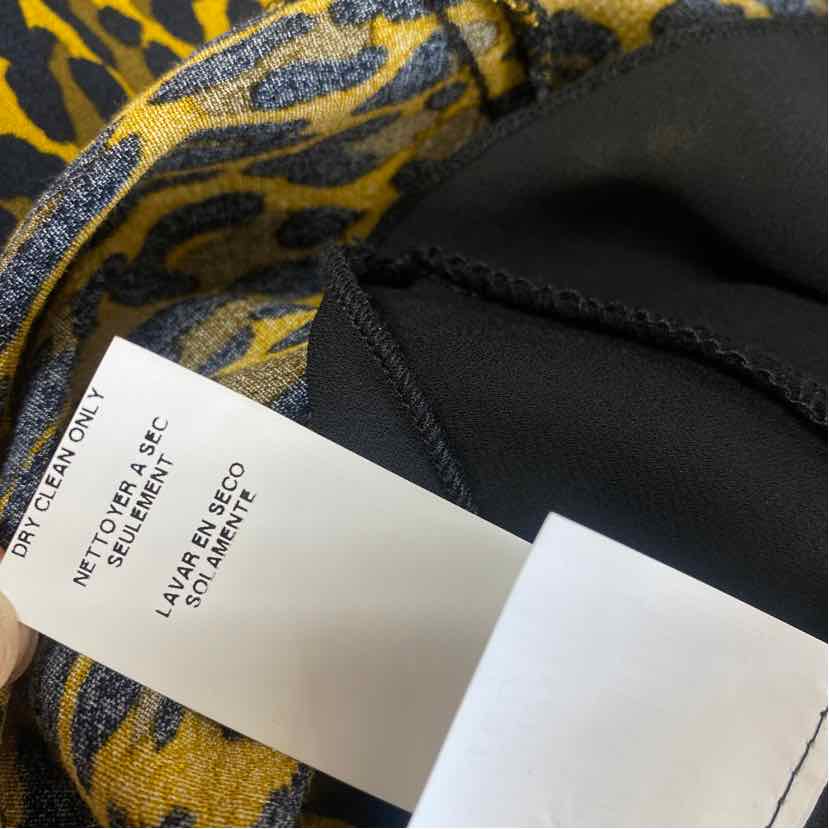 DRY CLEAN ONLY
NETTOYER A SEC
SEULEMENT
LAVAR EN SECO
SOLAMENTE